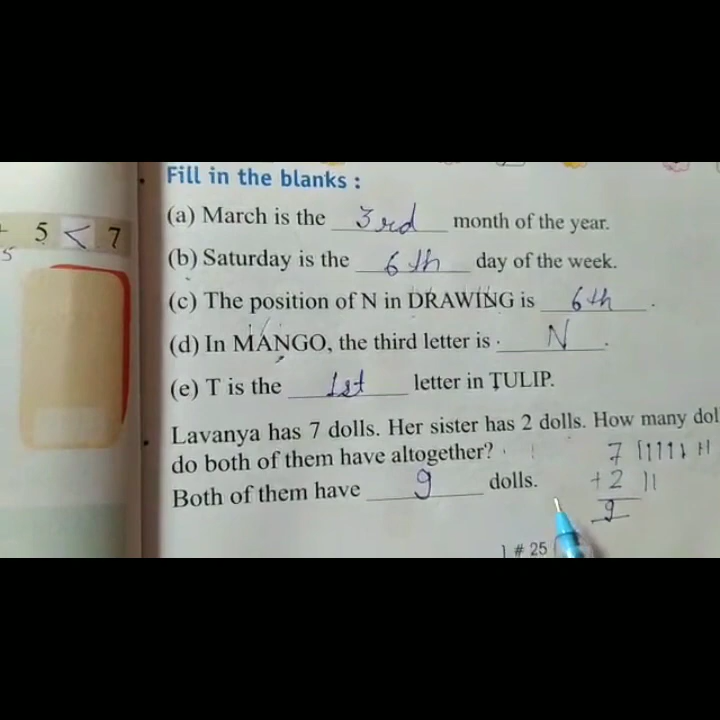 Fill in the blanks :
(a) March is the 3rd month of the year.
5 < 7
5
(b) Saturday is the 6th day of the week.
(c) The position of N in DRAWING is 6th.
(d) In MANGO, the third letter is N.
(e) T is the 1st letter in TULIP.
Lavanya has 7 dolls. Her sister has 2 dolls. How many dol
do both of them have altogether?
7
Both of them have 9 dolls.
+ 2
9
1 # 25